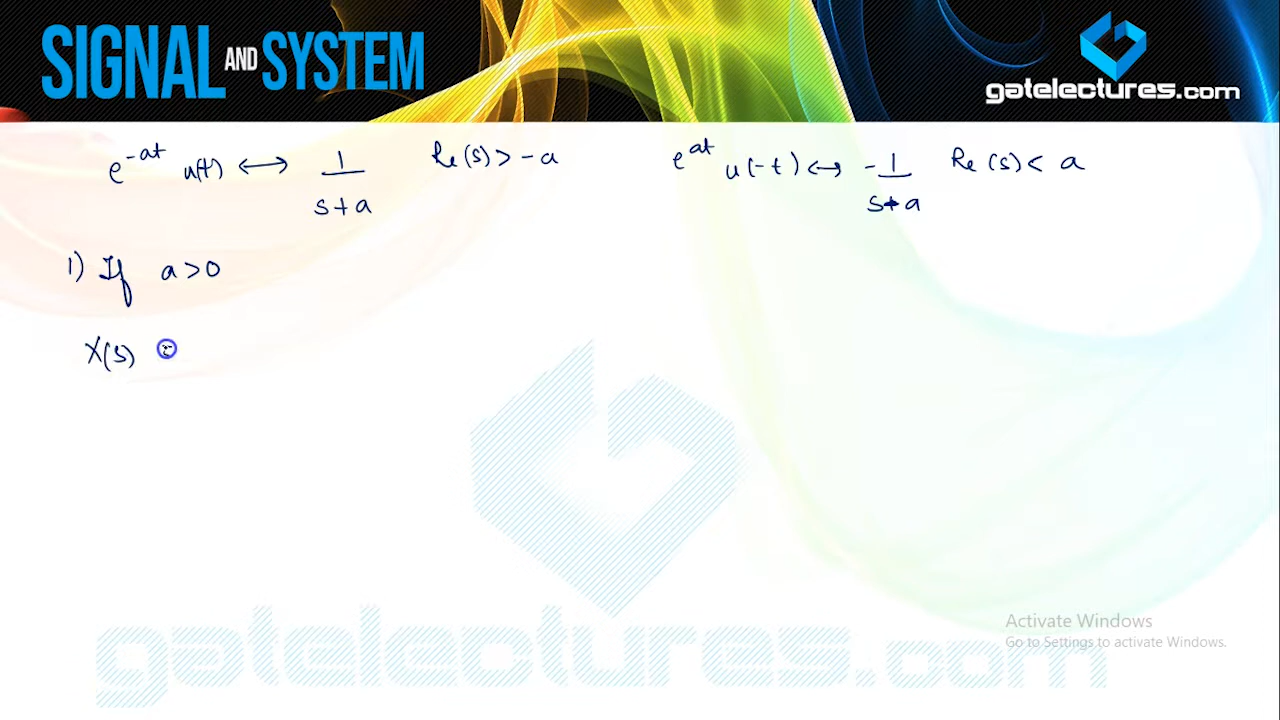 SIGNAL AND SYSTEM
gatelectures.com
e^{-at} u(t) ↔ 1/(s+a) Re(s) > -a e^{at} u(-t) ↔ -1/(s+a) Re(s) < a
1) If a>0
X(s) =
Activate Windows
Go to Settings to activate Windows.
gatelectures.com